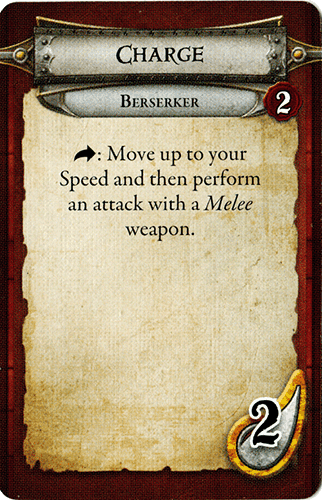 CHARGE
BERSERKER
2
: Move up to your
Speed and then perform
an attack with a Melee
weapon.
2